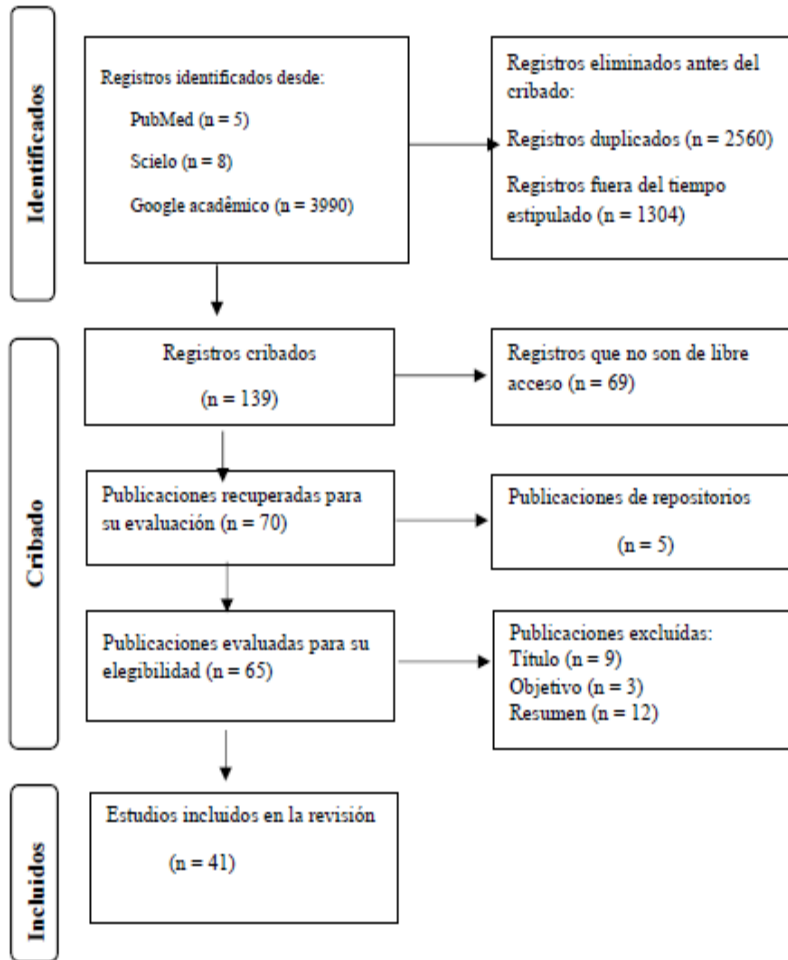 Identificados
Registros identificados desde:
PubMed (n = 5)
Scielo (n = 8)
Google acadêmico (n = 3990)
Registros eliminados antes del
cribado:
Registros duplicados (n = 2560)
Registros fuera del tiempo
estipulado (n = 1304)
Cribado
Registros cribados
(n = 139)
Registros que no son de libre
acceso (n = 69)
Publicaciones recuperadas para
su evaluación (n = 70)
Publicaciones de repositorios
(n = 5)
Publicaciones evaluadas para su
elegibilidad (n = 65)
Publicaciones excluídas:
Título (n = 9)
Objetivo (n = 3)
Resumen (n = 12)
Incluidos
Estudios incluidos en la revisión
(n = 41)